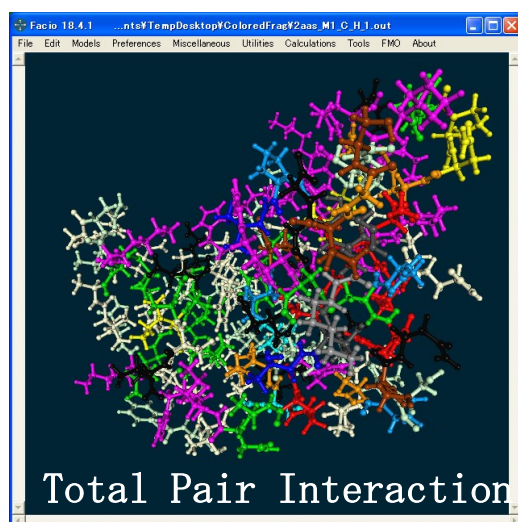 Facio 18.4.1 ...nts¥TempDesktop¥ColoredFrag¥2aas_M1_C_H_1.out
File Edit Models Preferences Miscellaneous Utilities Calculations Tools FMO About
Total Pair Interaction